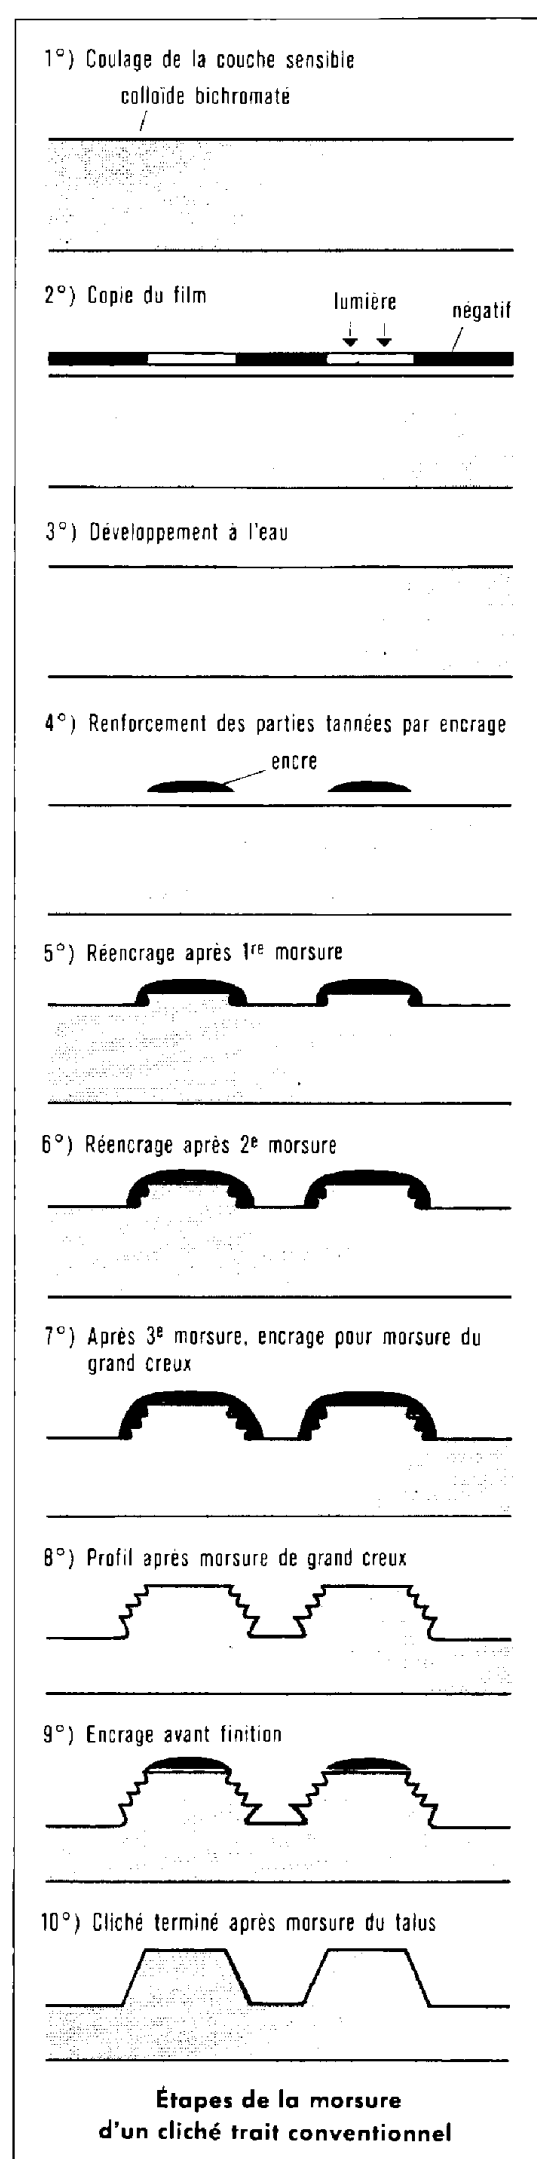 1°) Coulage de la couche sensible
colloïde bichromaté
2°) Copie du film
lumière
négatif
3°) Développement à l'eau
4°) Renforcement des parties tannées par encrage
encre
5°) Réencrage après 1re morsure
6°) Réencrage après 2e morsure
7°) Après 3e morsure, encrage pour morsure du
grand creux
8°) Profil après morsure de grand creux
9°) Encrage avant finition
10°) Cliché terminé après morsure du talus
Étapes de la morsure
d'un cliché trait conventionnel